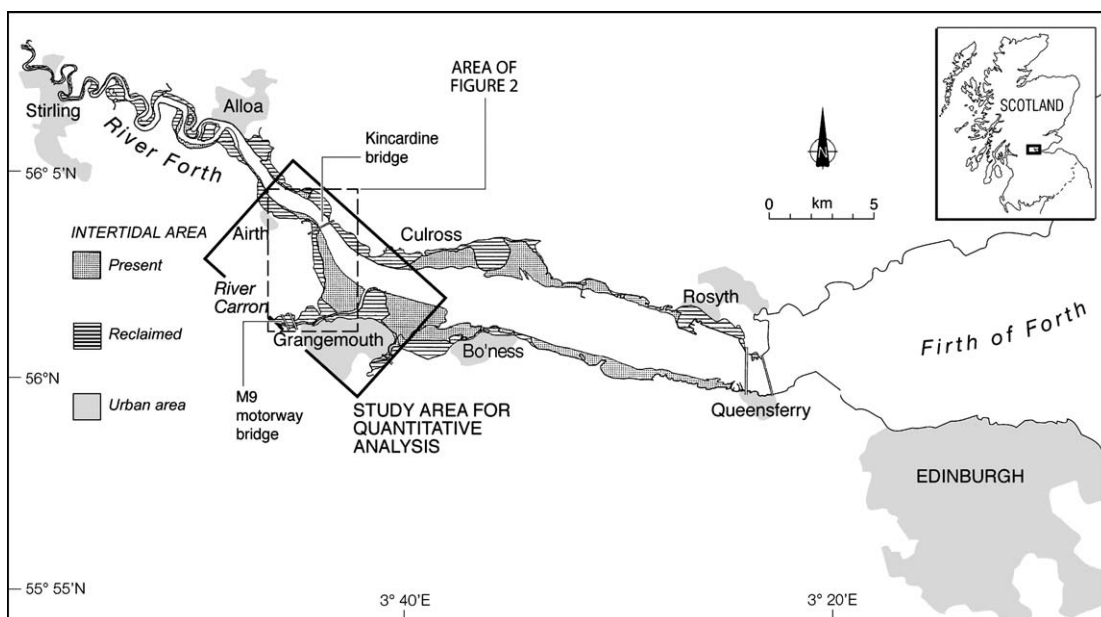 AREA OF
FIGURE 2
SCOTLAND
Alloa
Stirling
Kincardine
bridge
River Forth
N
56° 5'N
0 5
km
INTERTIDAL AREA
Airth
Culross
Present
River
Carron
Rosyth
Reclaimed
Firth of Forth
Grangemouth
Bo'ness
56°N
M9
motorway
bridge
STUDY AREA FOR
QUANTITATIVE
ANALYSIS
Urban area
Queensferry
EDINBURGH
55° 55'N
3° 40'E
3° 20'E